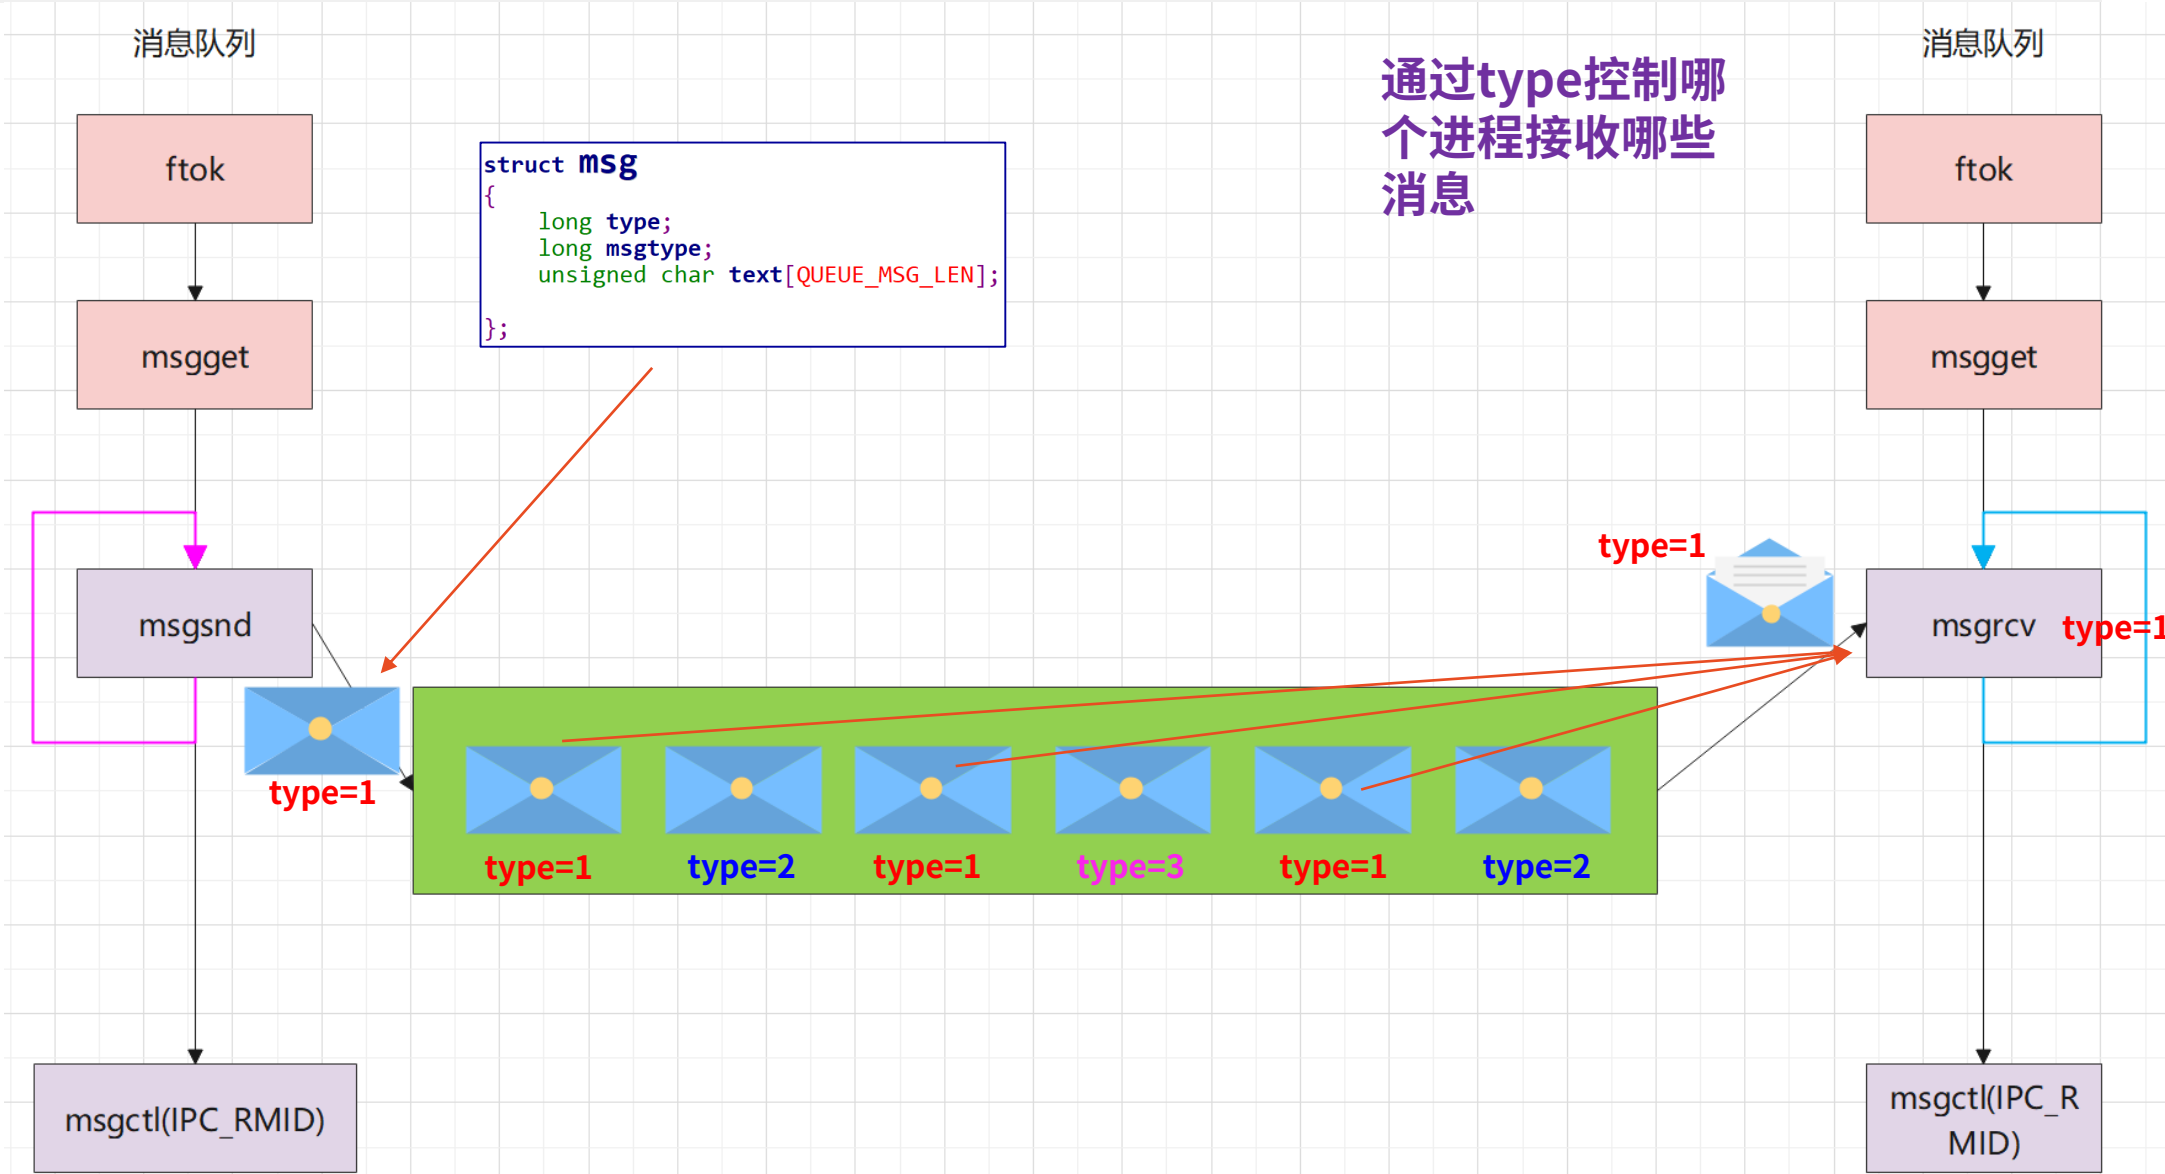 消息队列
ftok
msgget
msgsnd
type=1
msgctl(IPC_RMID)
struct msg
{
    long type;
    long msgtype;
    unsigned char text[QUEUE_MSG_LEN];
};
type=1
type=2
type=1
type=3
type=1
type=2
通过type控制哪
个进程接收哪些
消息
消息队列
ftok
msgget
type=1
msgrcv
type=1
msgctl(IPC_R
MID)